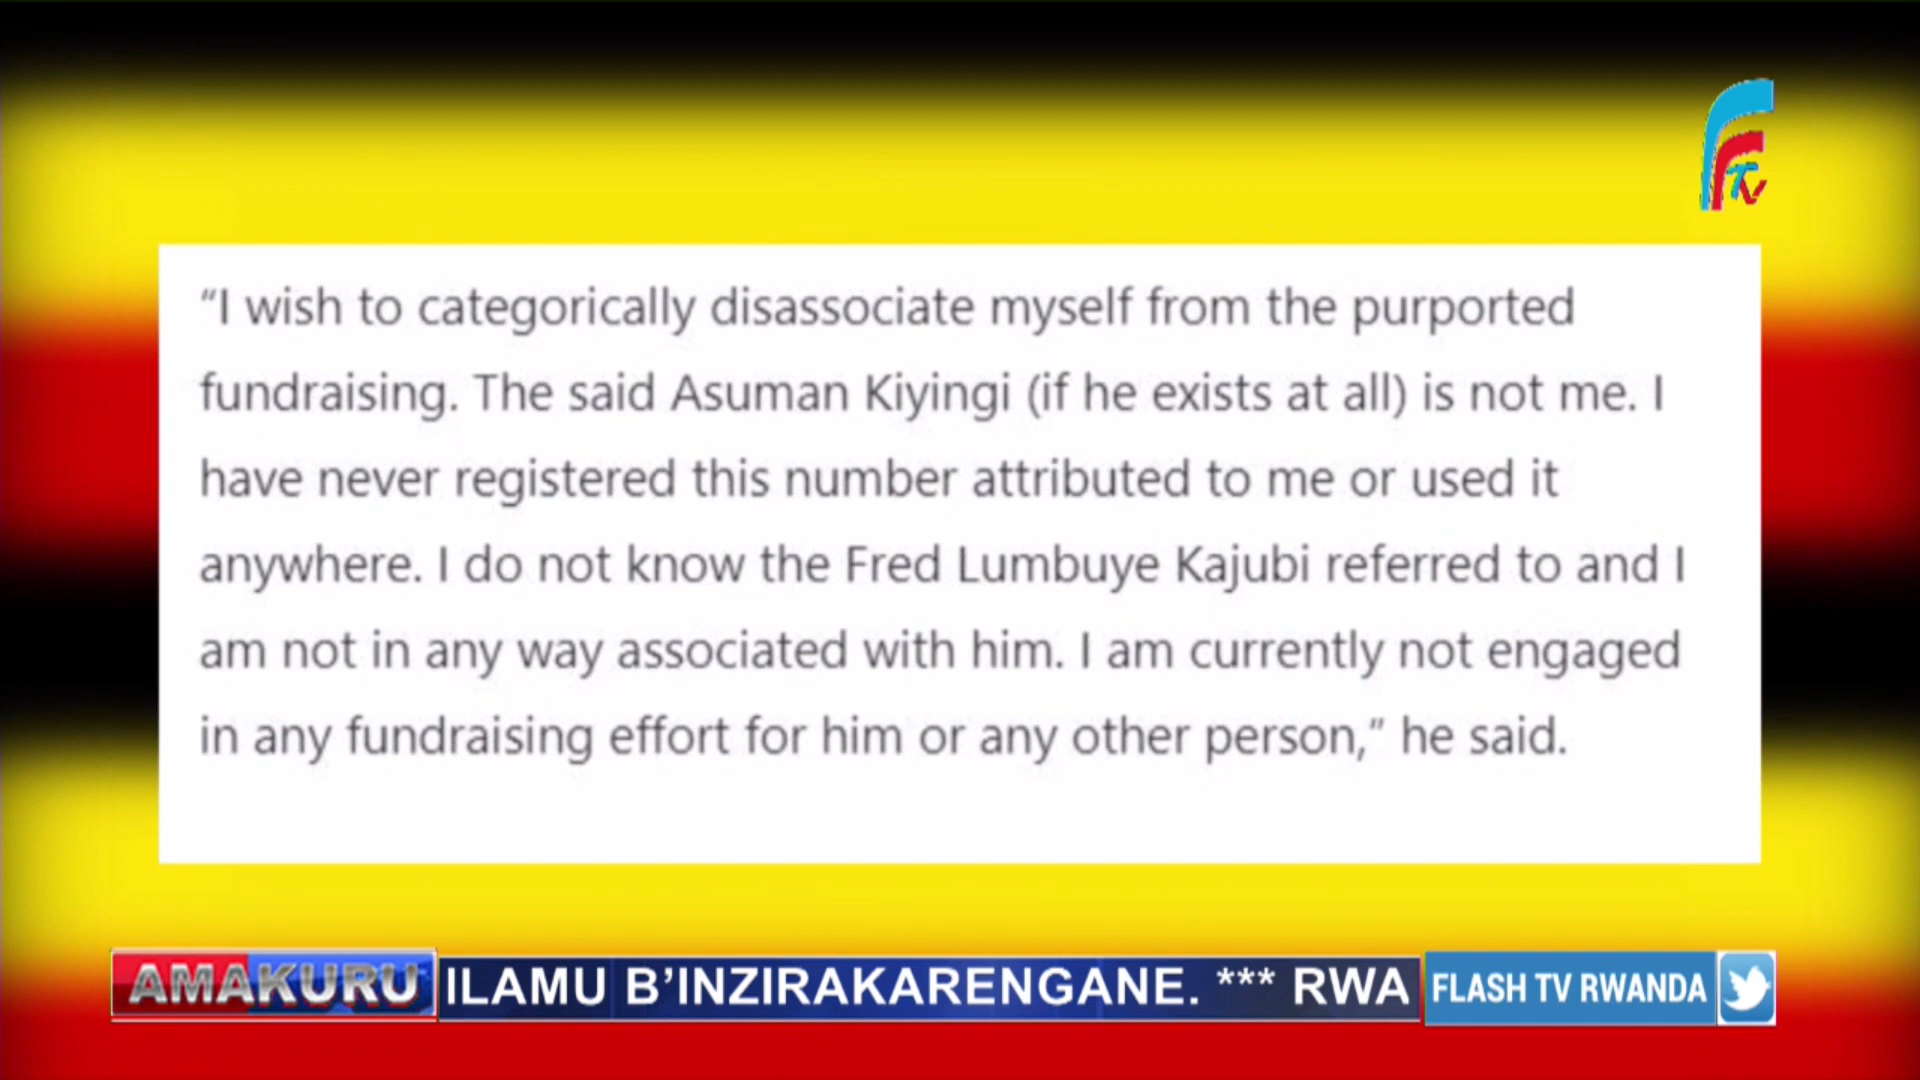 TV
“I wish to categorically disassociate myself from the purported
fundraising. The said Asuman Kiyingi (if he exists at all) is not me. I
have never registered this number attributed to me or used it
anywhere. I do not know the Fred Lumbuye Kajubi referred to and I
am not in any way associated with him. I am currently not engaged
in any fundraising effort for him or any other person,” he said.
AMAKURU ILAMU B’INZIRAKARENGANE. *** RWA FLASH TV RWANDA